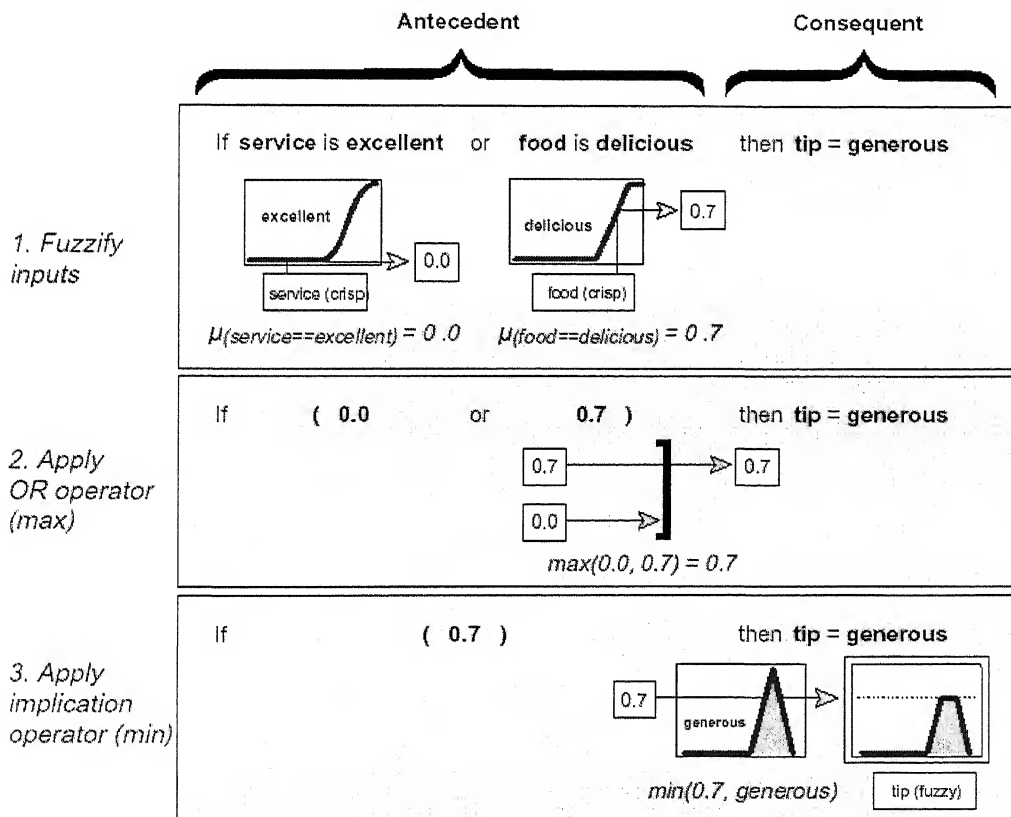 Antecedent
Consequent
If service is excellent or food is delicious then tip = generous
1. Fuzzify
inputs
excellent
0.0
service (crisp)
delicious
0.7
food (crisp)
μ(service==excellent) = 0 .0
μ(food==delicious) = 0 .7
If ( 0.0 or 0.7 ) then tip = generous
2. Apply
OR operator
(max)
0.7
0.7
0.0
max(0.0, 0.7) = 0.7
If ( 0.7 ) then tip = generous
3. Apply
implication
operator (min)
0.7
generous
min(0.7, generous)
tip (fuzzy)